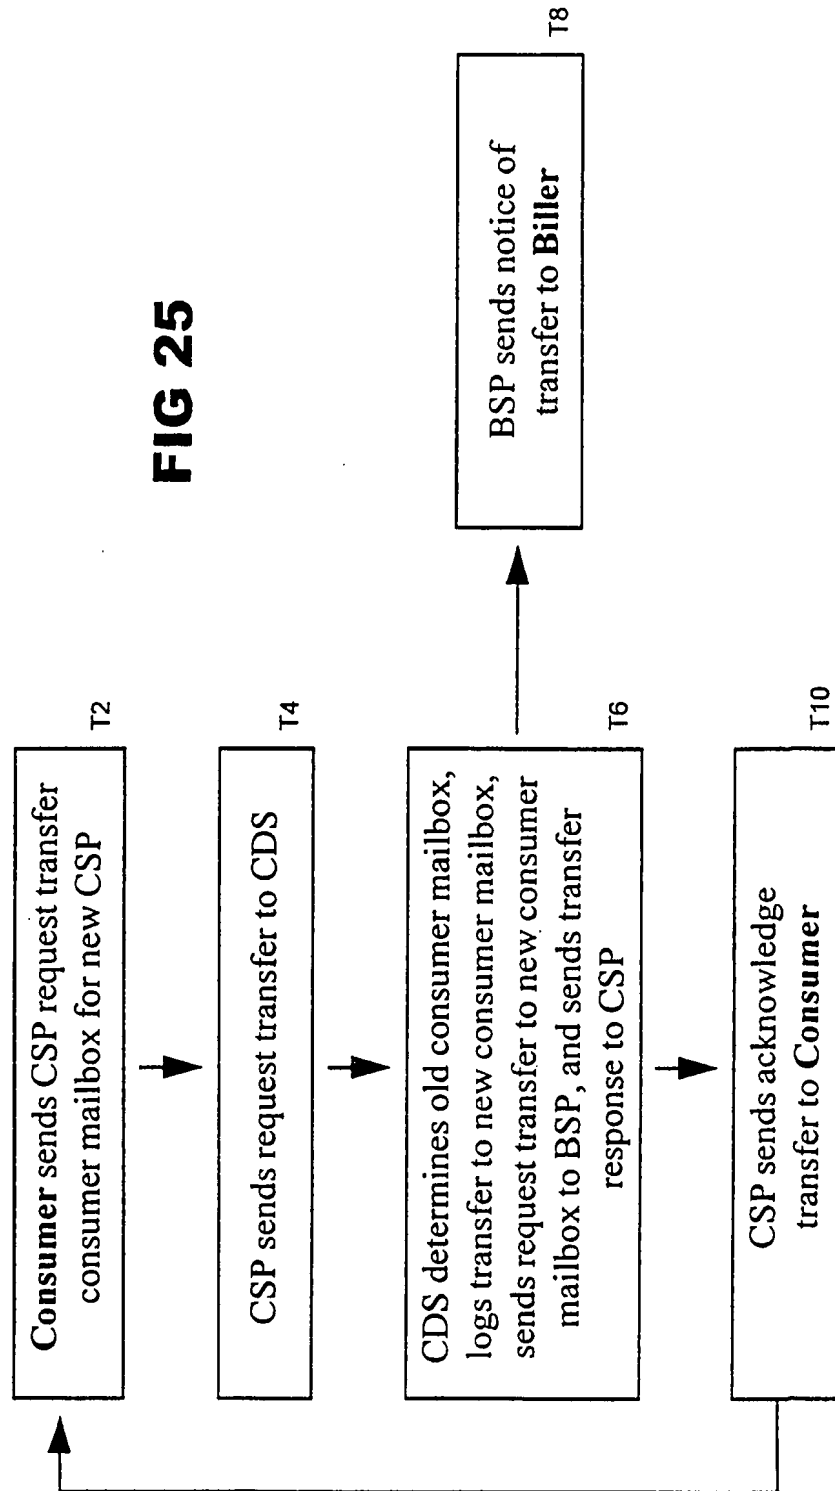 FIG 25
Consumer sends CSP request transfer
consumer mailbox for new CSP
T2
CSP sends request transfer to CDS
T4
CDS determines old consumer mailbox,
logs transfer to new consumer mailbox,
sends request transfer to new consumer
mailbox to BSP, and sends transfer
response to CSP
T6
BSP sends notice of
transfer to Biller
T8
CSP sends acknowledge
transfer to Consumer
T10